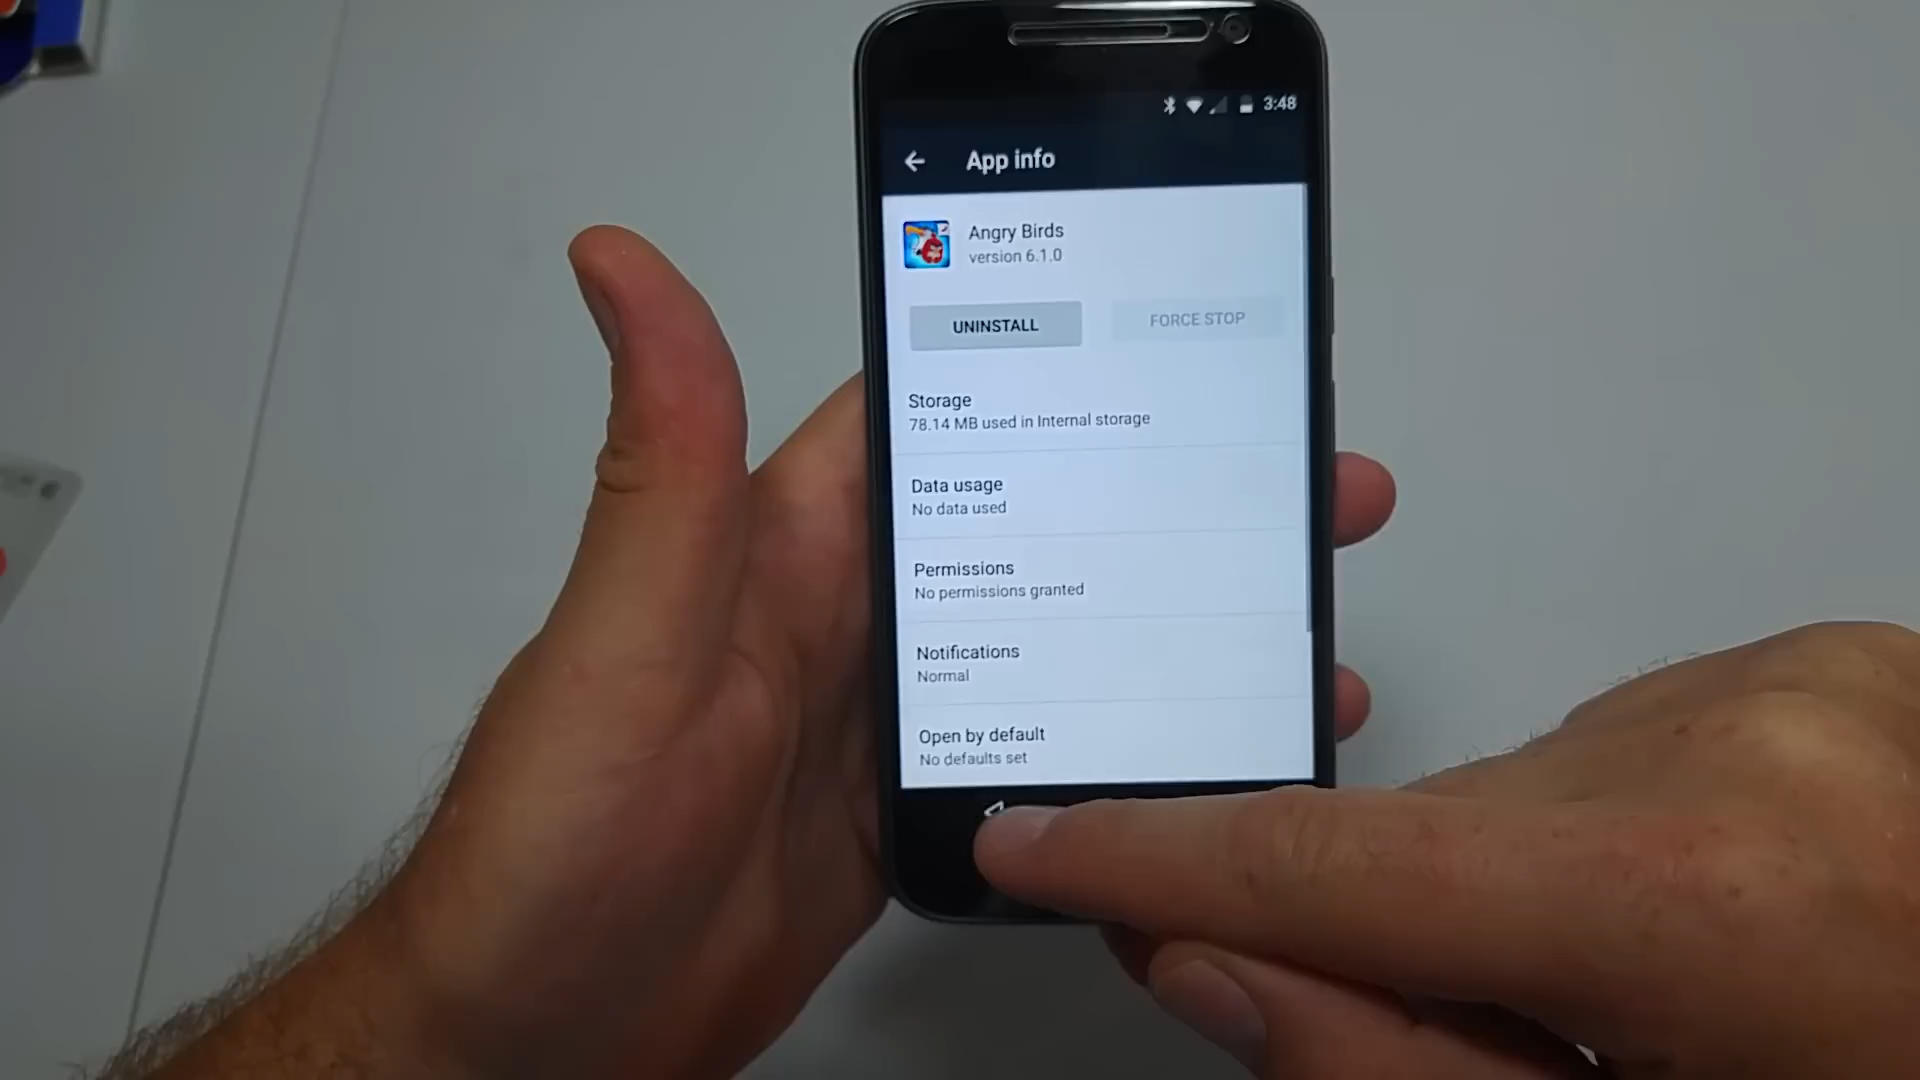 3:48
App info
Angry Birds
version 6.1.0
UNINSTALL
FORCE STOP
Storage
78.14 MB used in Internal storage
Data usage
No data used
Permissions
No permissions granted
Notifications
Normal
Open by default
No defaults set